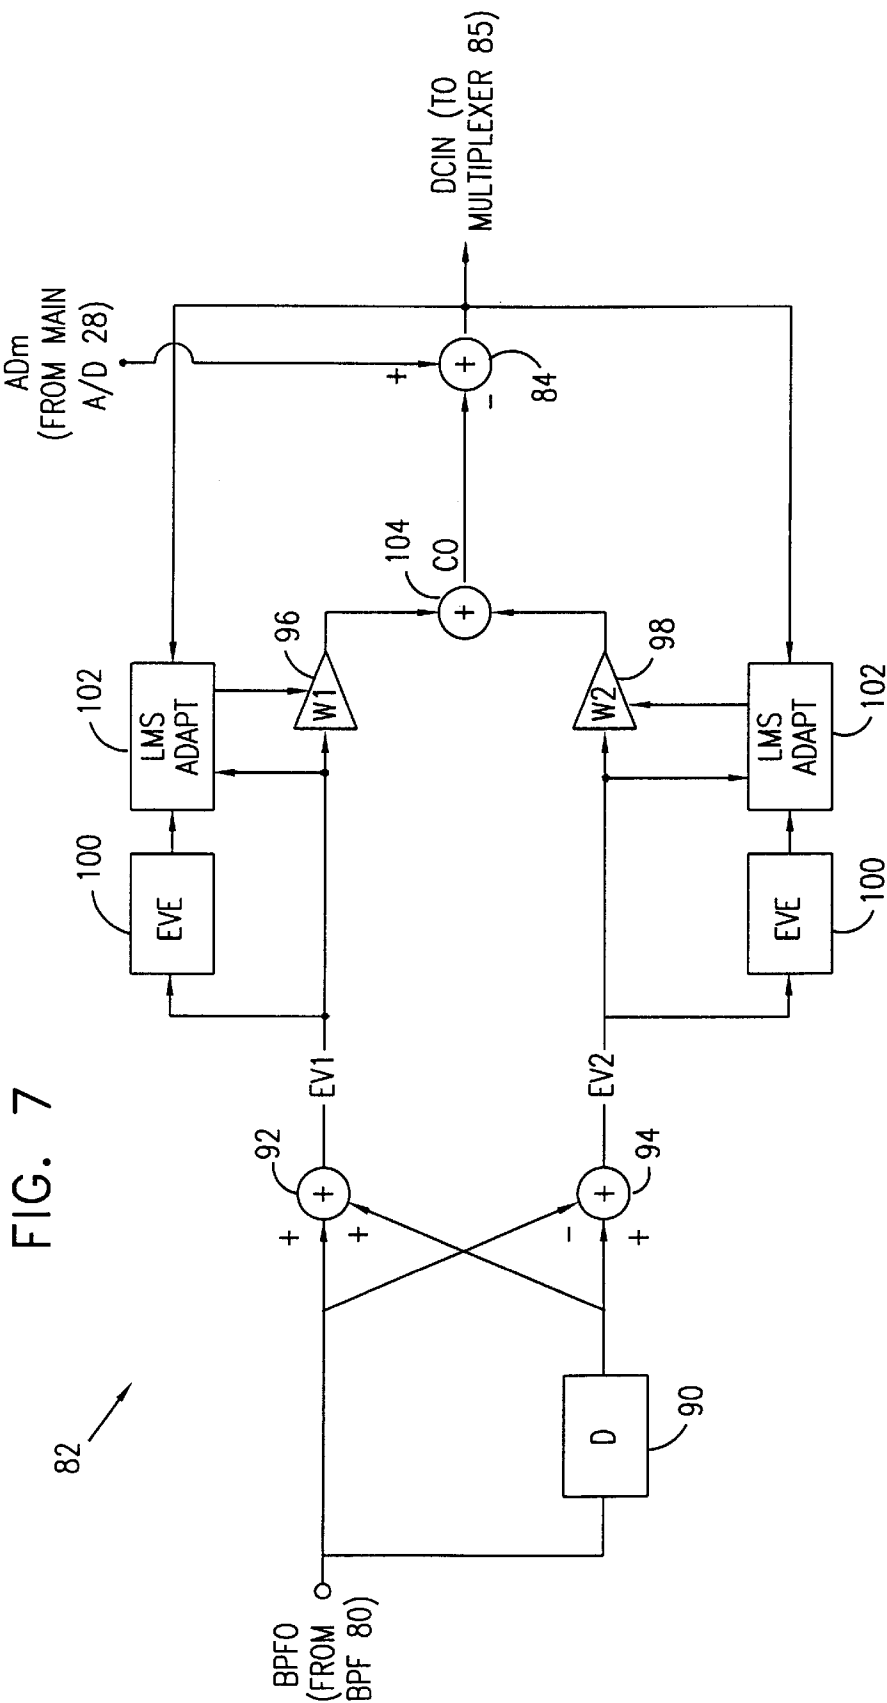 FIG. 7
82
BPFO
(FROM
BPF 80)
D
90
+
+
+
92
-
+
+
94
EV1
EV2
EVE
100
EVE
100
LMS
ADAPT
102
LMS
ADAPT
102
W1
96
W2
98
+
104
CO
ADm
(FROM MAIN
A/D 28)
+
-
+
84
DCIN (TO
MULTIPLEXER 85)